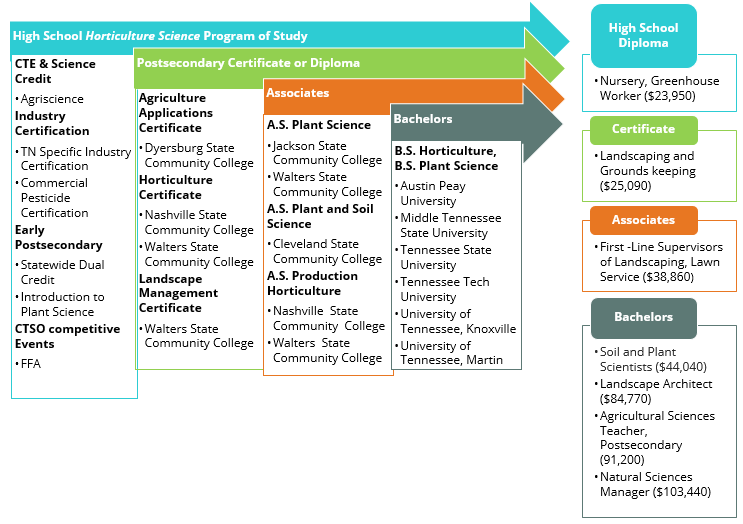 High School Horticulture Science Program of Study
CTE & Science
Credit
•Agriscience
Industry
Certification
•TN Specific Industry
Certification
•Commercial
Pesticide
Certification
Early
Postsecondary
•Statewide Dual
Credit
•Introduction to
Plant Science
CTSO competitive
Events
•FFA
Postsecondary Certificate or Diploma
Agriculture
Applications
Certificate
•Dyersburg State
Community College
Horticulture
Certificate
•Nashville State
Community College
•Walters State
Community College
Landscape
Management
Certificate
•Walters State
Community College
Associates
A.S. Plant Science
•Jackson State
Community College
•Walters State
Community College
A.S. Plant and Soil
Science
•Cleveland State
Community College
A.S. Production
Horticulture
•Nashville State
Community College
•Walters State
Community College
Bachelors
B.S. Horticulture,
B.S. Plant Science
•Austin Peay
University
•Middle Tennessee
State University
•Tennessee State
University
•Tennessee Tech
University
•University of
Tennessee, Knoxville
•University of
Tennessee, Martin
High School
Diploma
•Nursery, Greenhouse
Worker ($23,950)
Certificate
•Landscaping and
Grounds keeping
($25,090)
Associates
•First -Line Supervisors
of Landscaping, Lawn
Service ($38,860)
Bachelors
•Soil and Plant
Scientists ($44,040)
•Landscape Architect
($84,770)
•Agricultural Sciences
Teacher,
Postsecondary
(91,200)
•Natural Sciences
Manager ($103,440)